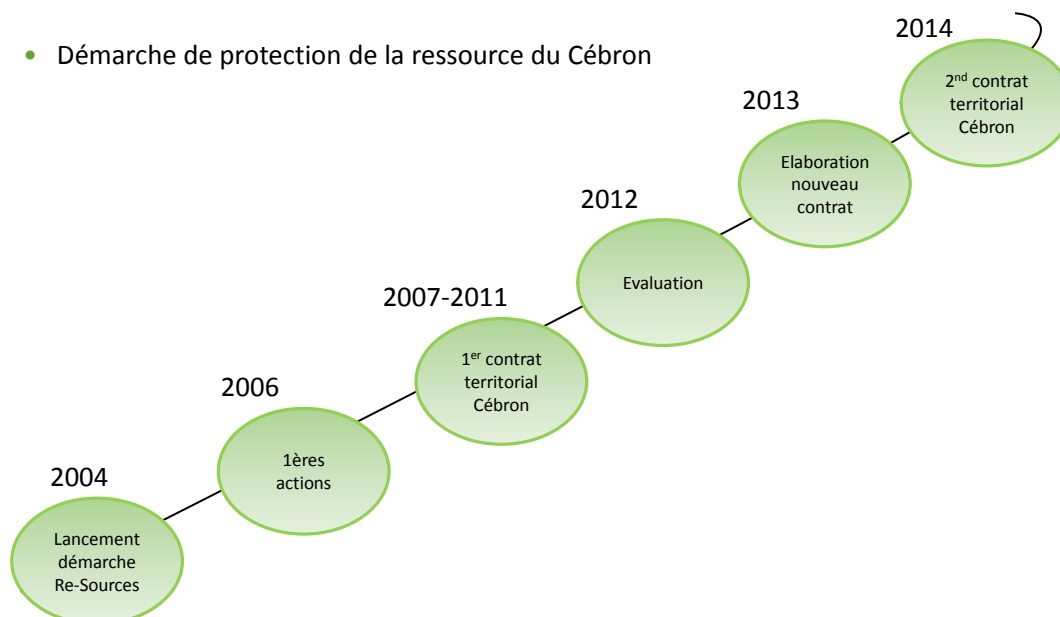 • Démarche de protection de la ressource du Cébron
2014
2nd contrat
territorial
Cébron
2013
Elaboration
nouveau
contrat
2012
Evaluation
2007-2011
1er contrat
territorial
Cébron
2006
1ères
actions
2004
Lancement
démarche
Re-Sources